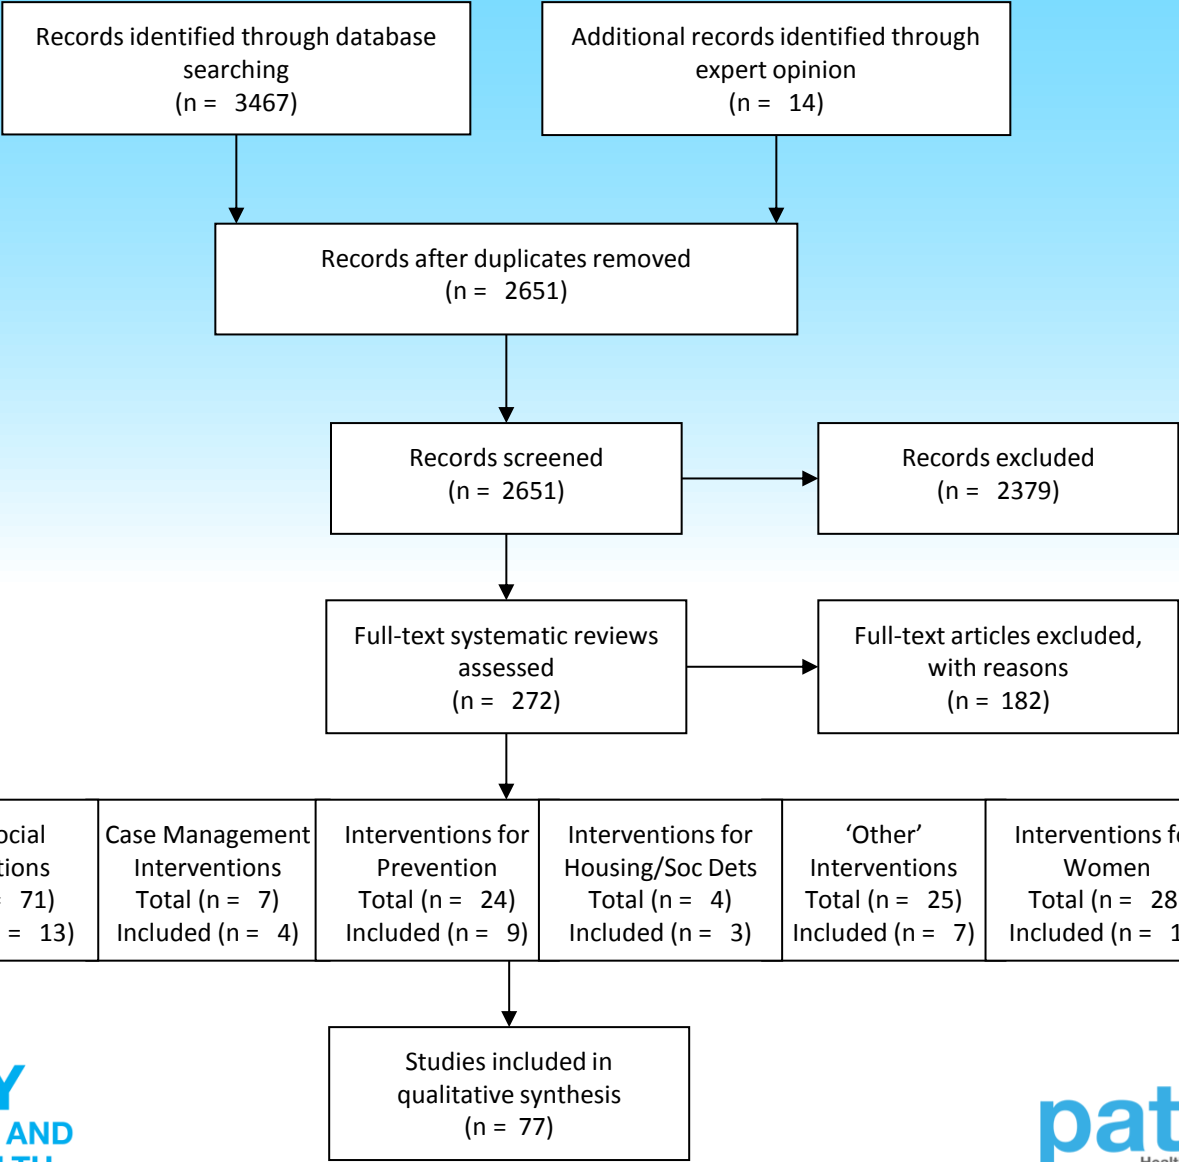 Records identified through database
searching
(n = 3467)
Additional records identified through
expert opinion
(n = 14)
Records after duplicates removed
(n = 2651)
Records screened
(n = 2651)
Records excluded
(n = 2379)
Full-text systematic reviews
assessed
(n = 272)
Full-text articles excluded,
with reasons
(n = 182)
ocial
tions
= 71)
= 13)
Case Management
Interventions
Total (n = 7)
Included (n = 4)
Interventions for
Prevention
Total (n = 24)
Included (n = 9)
Interventions for
Housing/Soc Dets
Total (n = 4)
Included (n = 3)
‘Other’
Interventions
Total (n = 25)
Included (n = 7)
Interventions
Women
Total (n = 28
Included (n = 1
Studies included in
qualitative synthesis
(n = 77)
Y
AND
pat
Health